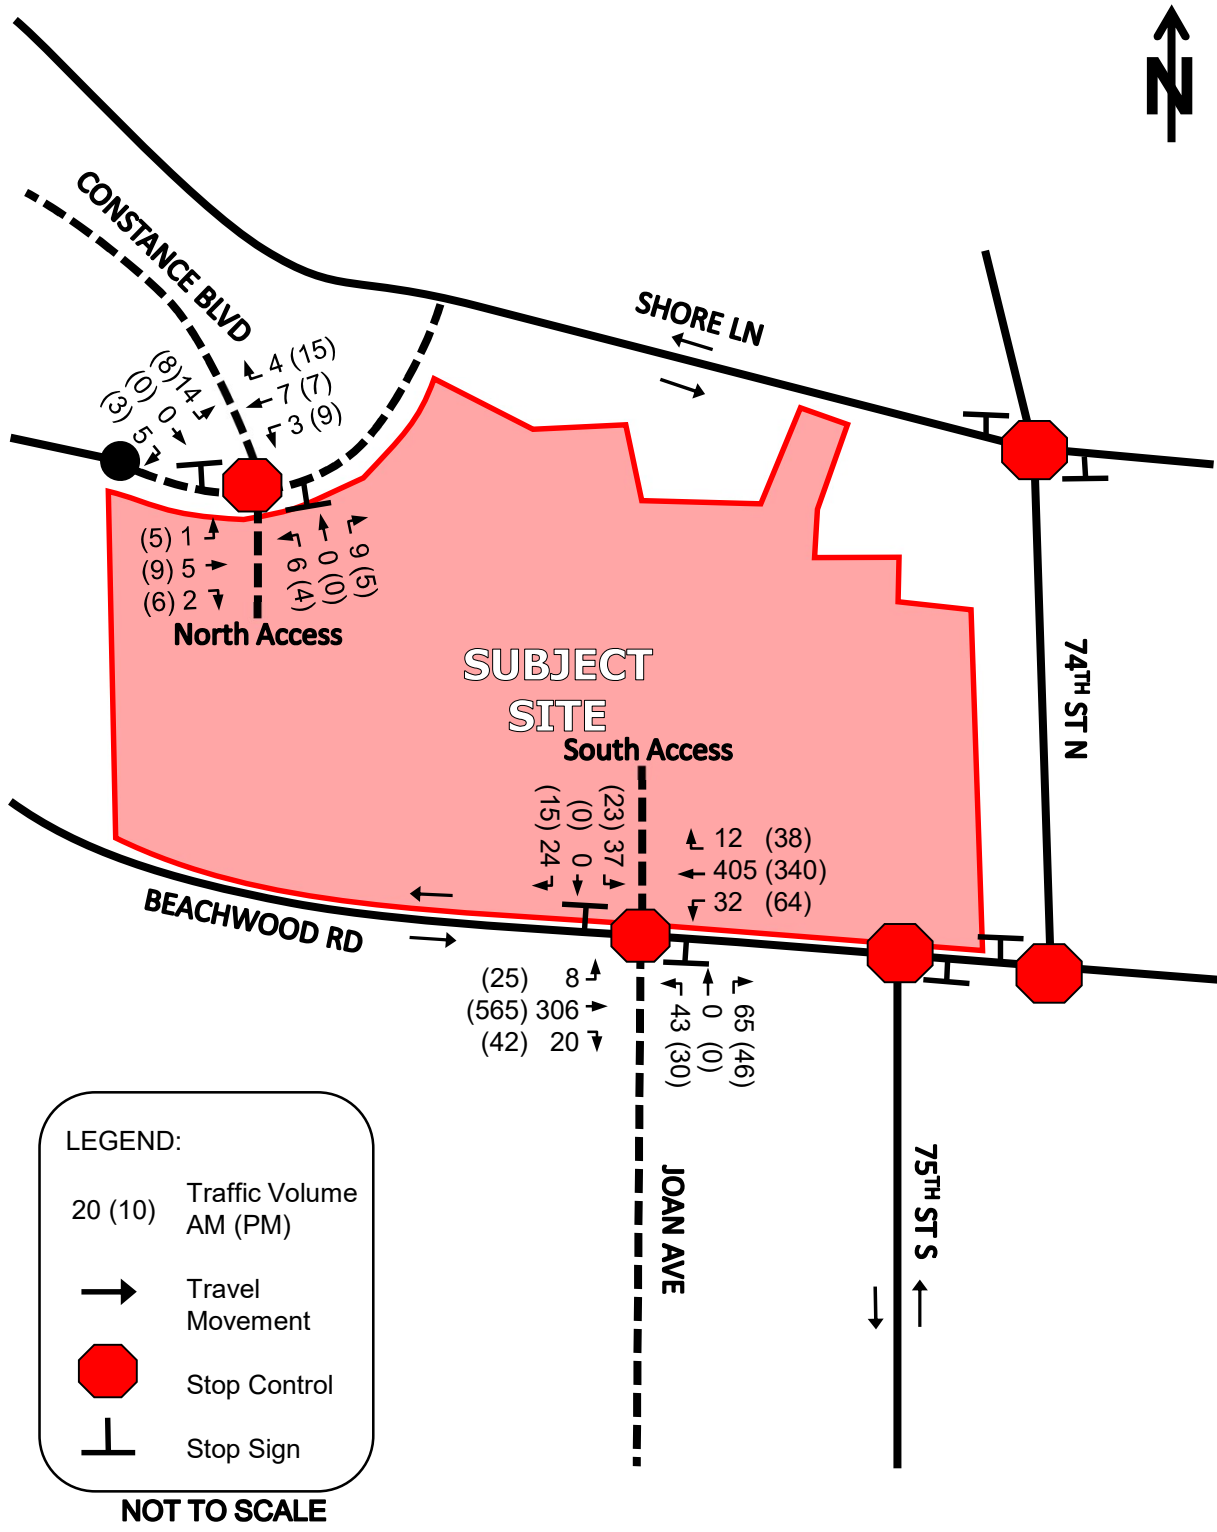 N
CONSTANCE BLVD
SHORE LN
(8) 14
(0) 0
(3) 5
4 (15)
7 (7)
3 (9)
(5) 1
(9) 5
(6) 2
6 (4)
0 (0)
9 (5)
North Access
SUBJECT
SITE
South Access
74TH ST N
(15) 24
(0) 0
(23) 37
12 (38)
405 (340)
32 (64)
BEACHWOOD RD
(25) 8
(565) 306
(42) 20
43 (30)
0 (0)
65 (46)
JOAN AVE
75TH ST S
LEGEND:
20 (10)
Traffic Volume
AM (PM)
Travel
Movement
Stop Control
Stop Sign
NOT TO SCALE